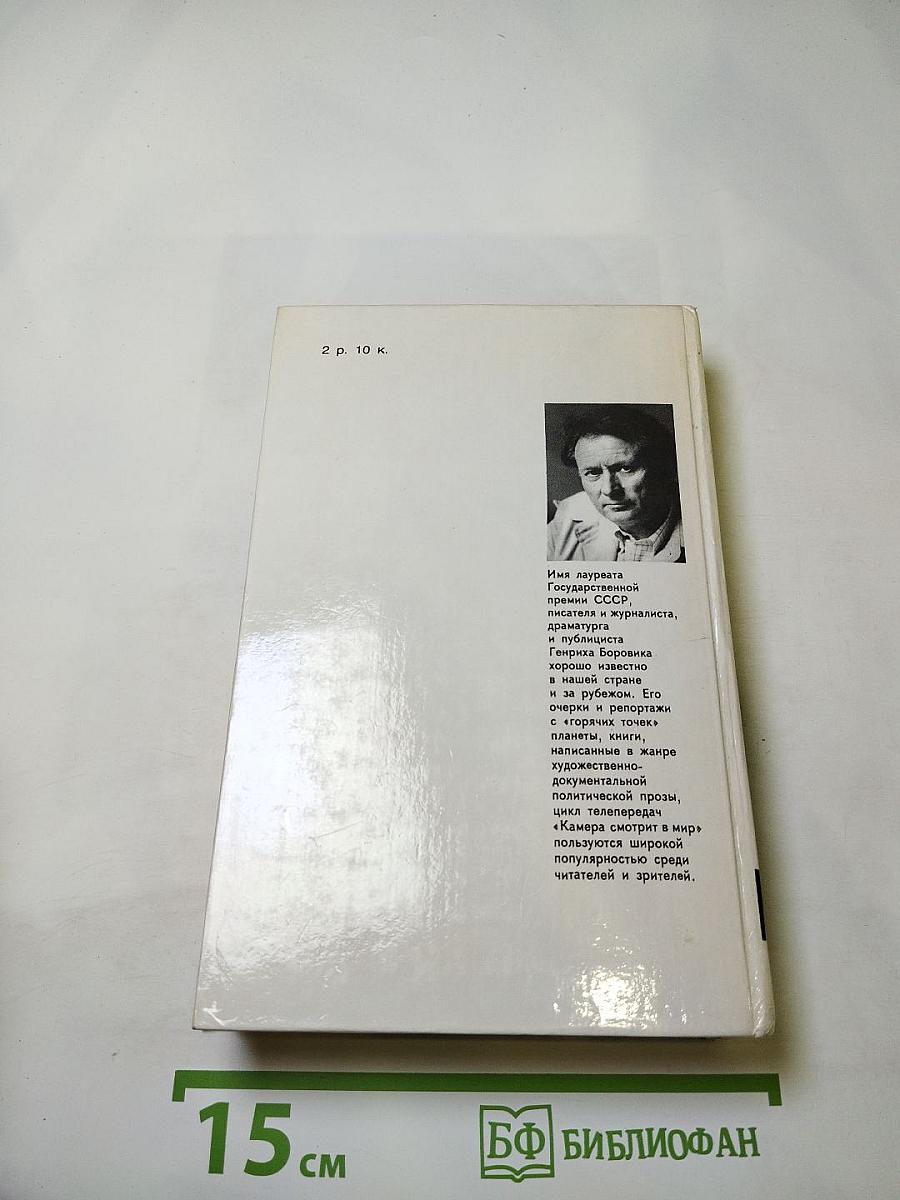 2 р. 10 к.
Имя лауреата
Государственной
премии СССР,
писателя и журналиста,
драматурга
и публициста
Генриха Боровика
хорошо известно
в нашей стране
и за рубежом. Его
очерки и репортажи
с «горячих точек»
планеты, книги,
написанные в жанре
художественно-
документальной
политической прозы,
цикл телепередач
«Камера смотрит в мир»
пользуются широкой
популярностью среди
читателей и зрителей.
15 см
БФ БИБЛИОФАН